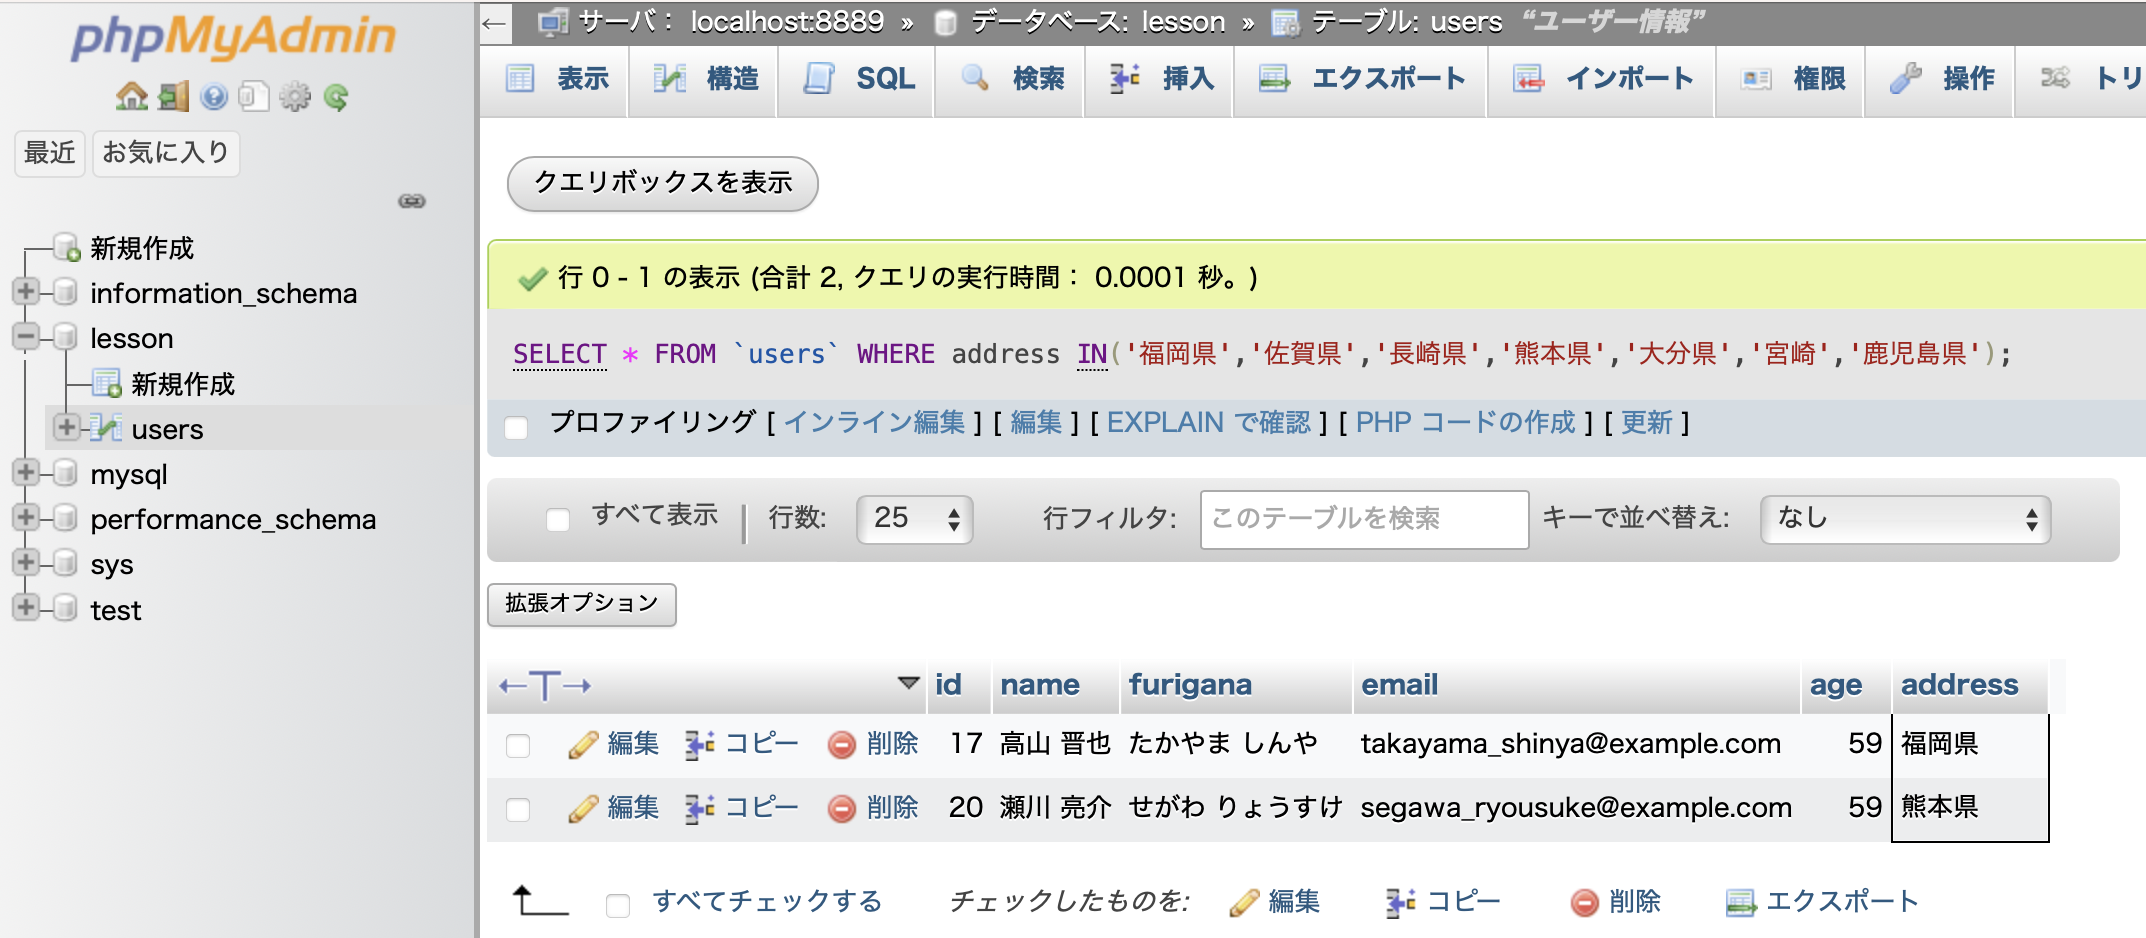 phpMyAdmin
最近 お気に入り
新規作成
information_schema
lesson
新規作成
users
mysql
performance_schema
sys
test
← サーバ： localhost:8889 » データベース: lesson » テーブル: users “ユーザー情報”
表示 構造 SQL 検索 挿入 エクスポート インポート 権限 操作 トリ
クエリボックスを表示
行 0 - 1 の表示 (合計 2, クエリの実行時間： 0.0001 秒。)
SELECT * FROM `users` WHERE address IN('福岡県','佐賀県','長崎県','熊本県','大分県','宮崎','鹿児島県');
プロファイリング [ インライン編集 ] [ 編集 ] [ EXPLAIN で確認 ] [ PHP コードの作成 ] [ 更新 ]
すべて表示 行数: 25 行フィルタ: このテーブルを検索 キーで並べ替え: なし
拡張オプション
←T→ id name furigana email age address
編集 コピー 削除 17 高山 晋也 たかやま しんや takayama_shinya@example.com 59 福岡県
編集 コピー 削除 20 瀬川 亮介 せがわ りょうすけ segawa_ryousuke@example.com 59 熊本県
すべてチェックする チェックしたものを: 編集 コピー 削除 エクスポート